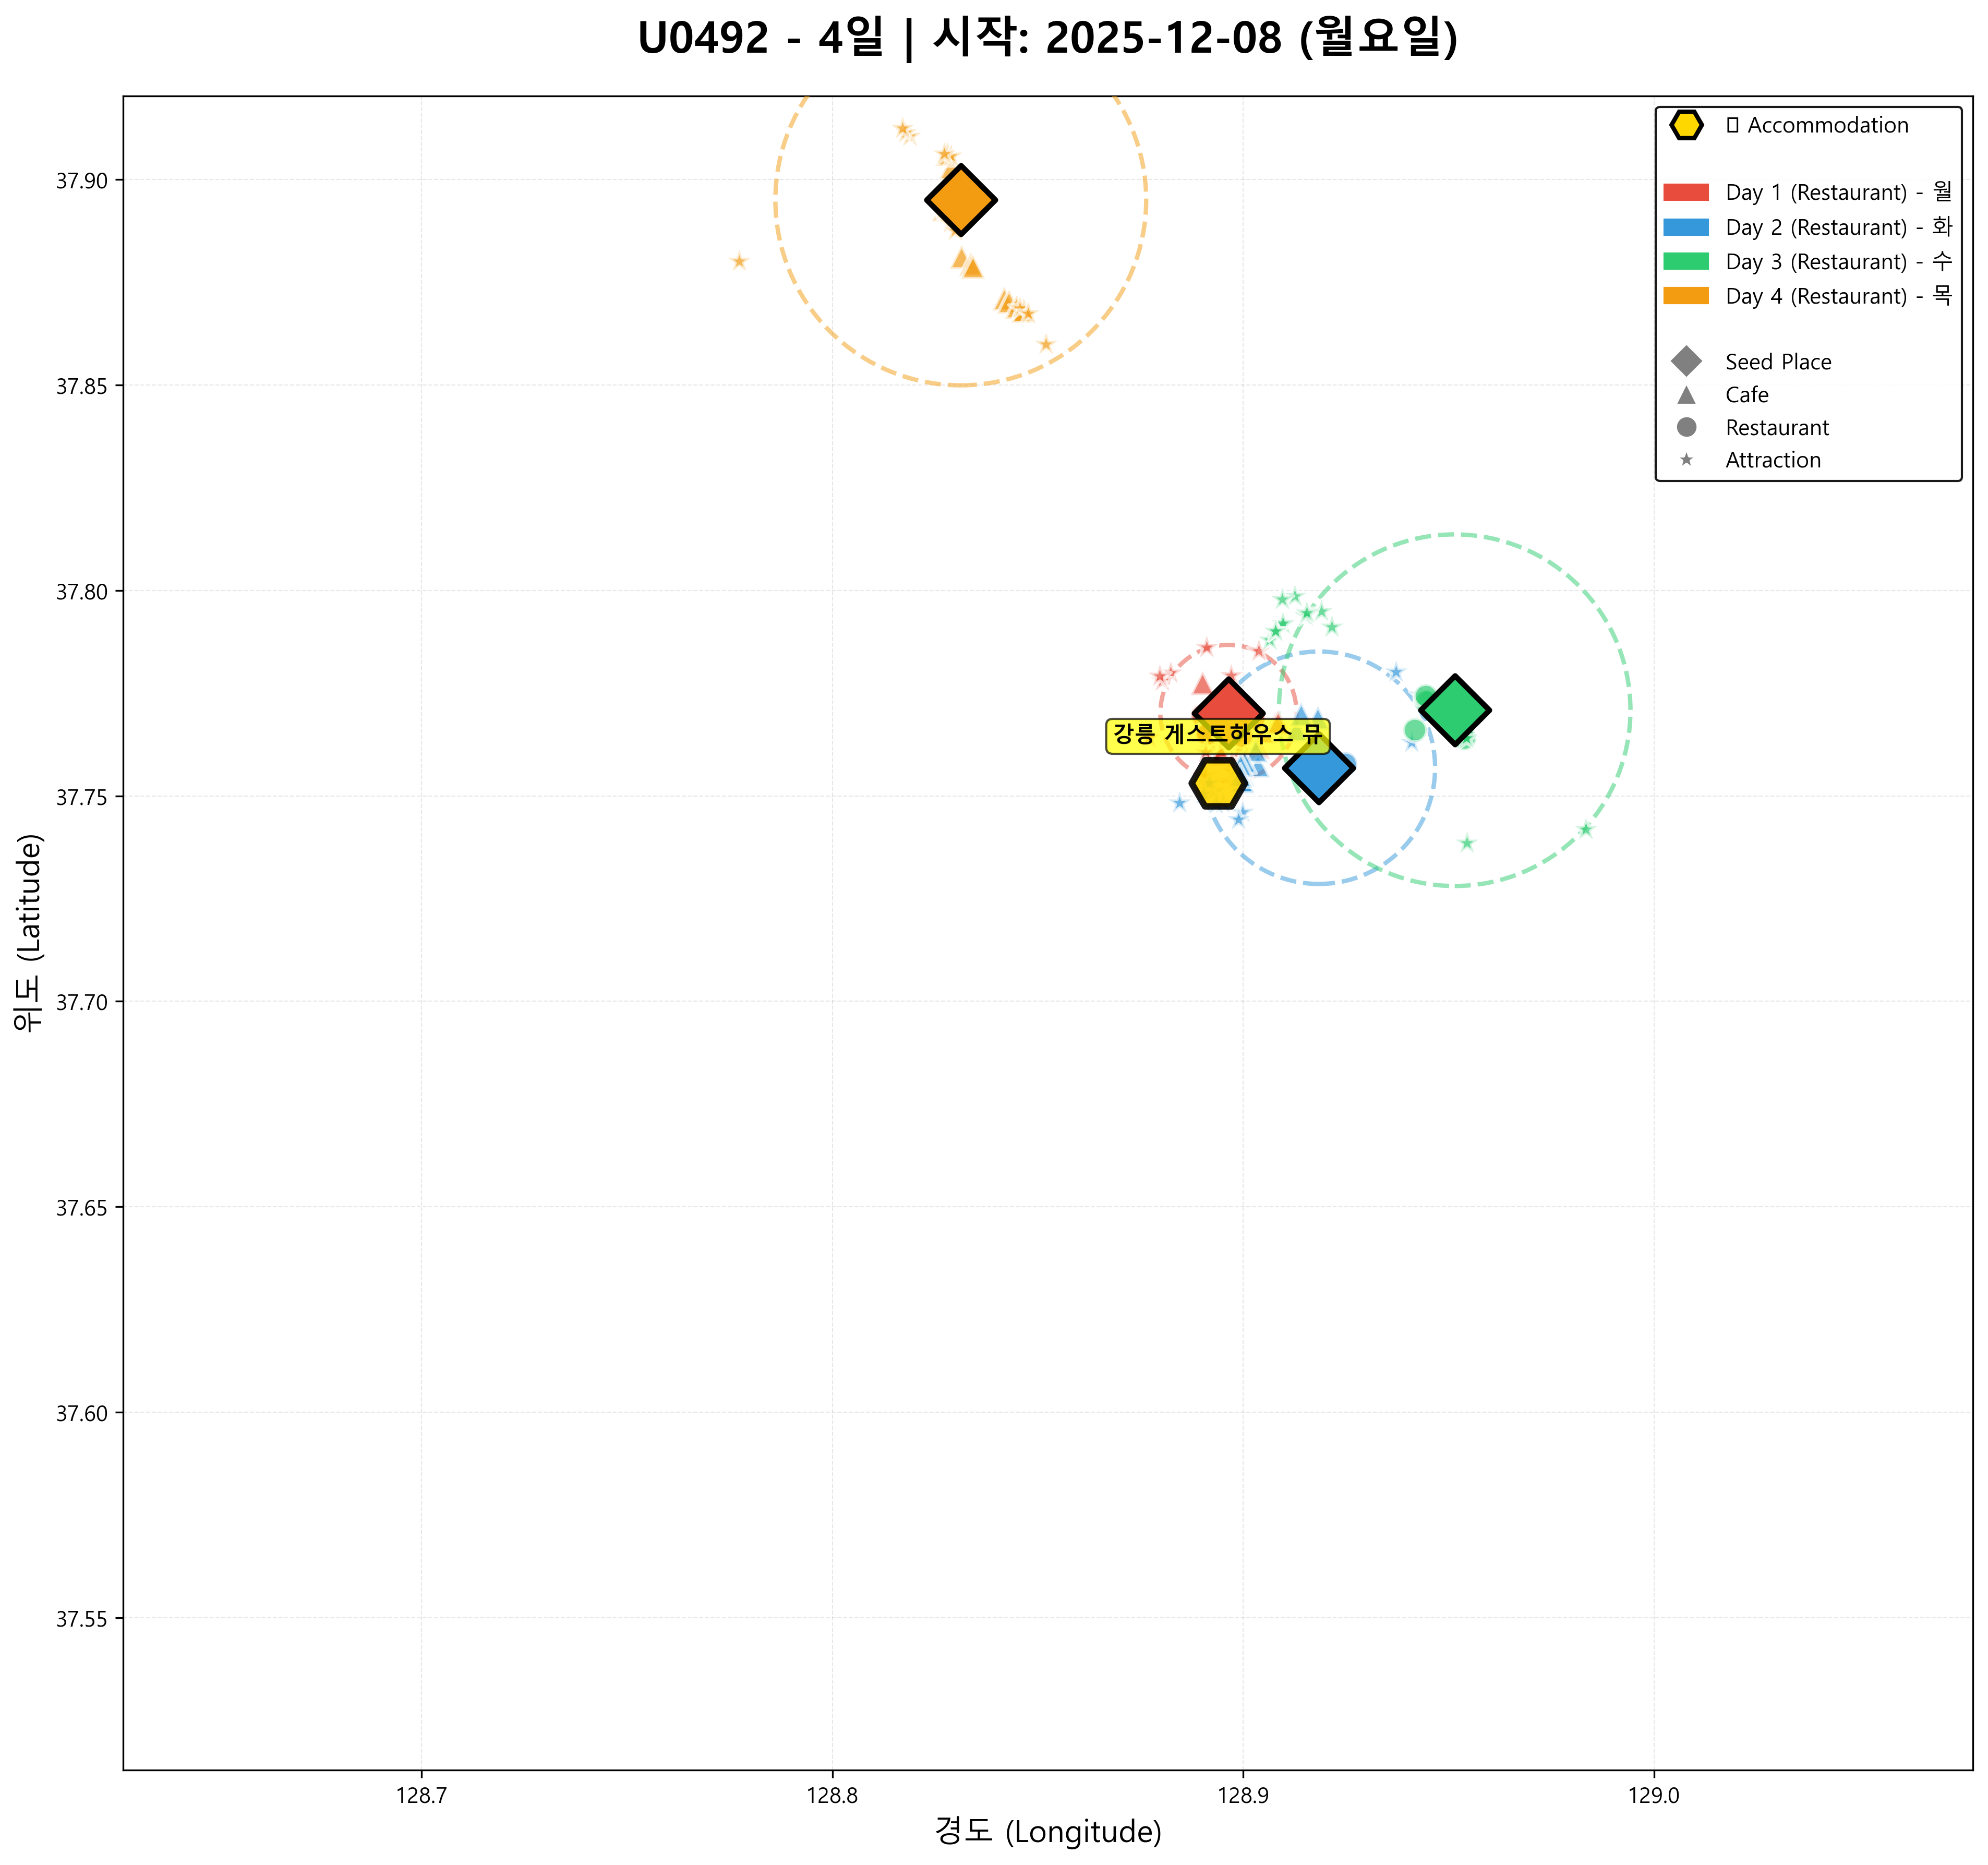 U0492 - 4일 | 시작: 2025-12-08 (월요일)
▯ Accommodation
Day 1 (Restaurant) - 월
Day 2 (Restaurant) - 화
Day 3 (Restaurant) - 수
Day 4 (Restaurant) - 목
Seed Place
Cafe
Restaurant
Attraction
강릉 게스트하우스 뮤
위도 (Latitude)
37.90
37.85
37.80
37.75
37.70
37.65
37.60
37.55
128.7
128.8
128.9
129.0
경도 (Longitude)